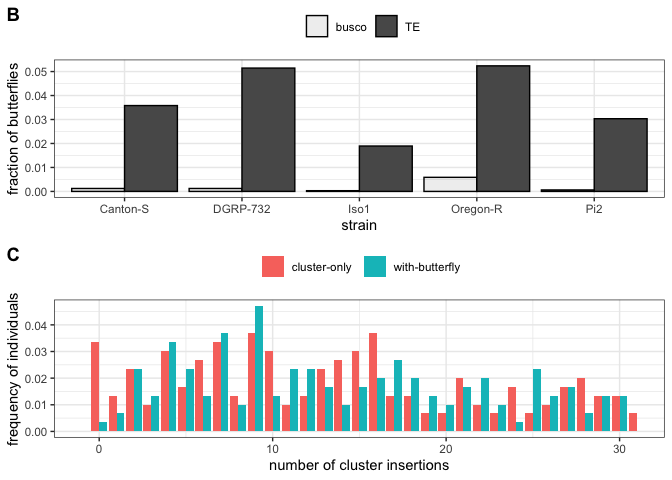 B
busco TE
fraction of butterflies
0.05
0.04
0.03
0.02
0.01
0.00
Canton-S DGRP-732 Iso1 Oregon-R Pi2
strain
C
cluster-only with-butterfly
frequency of individuals
0.04
0.03
0.02
0.01
0.00
0 10 20 30
number of cluster insertions